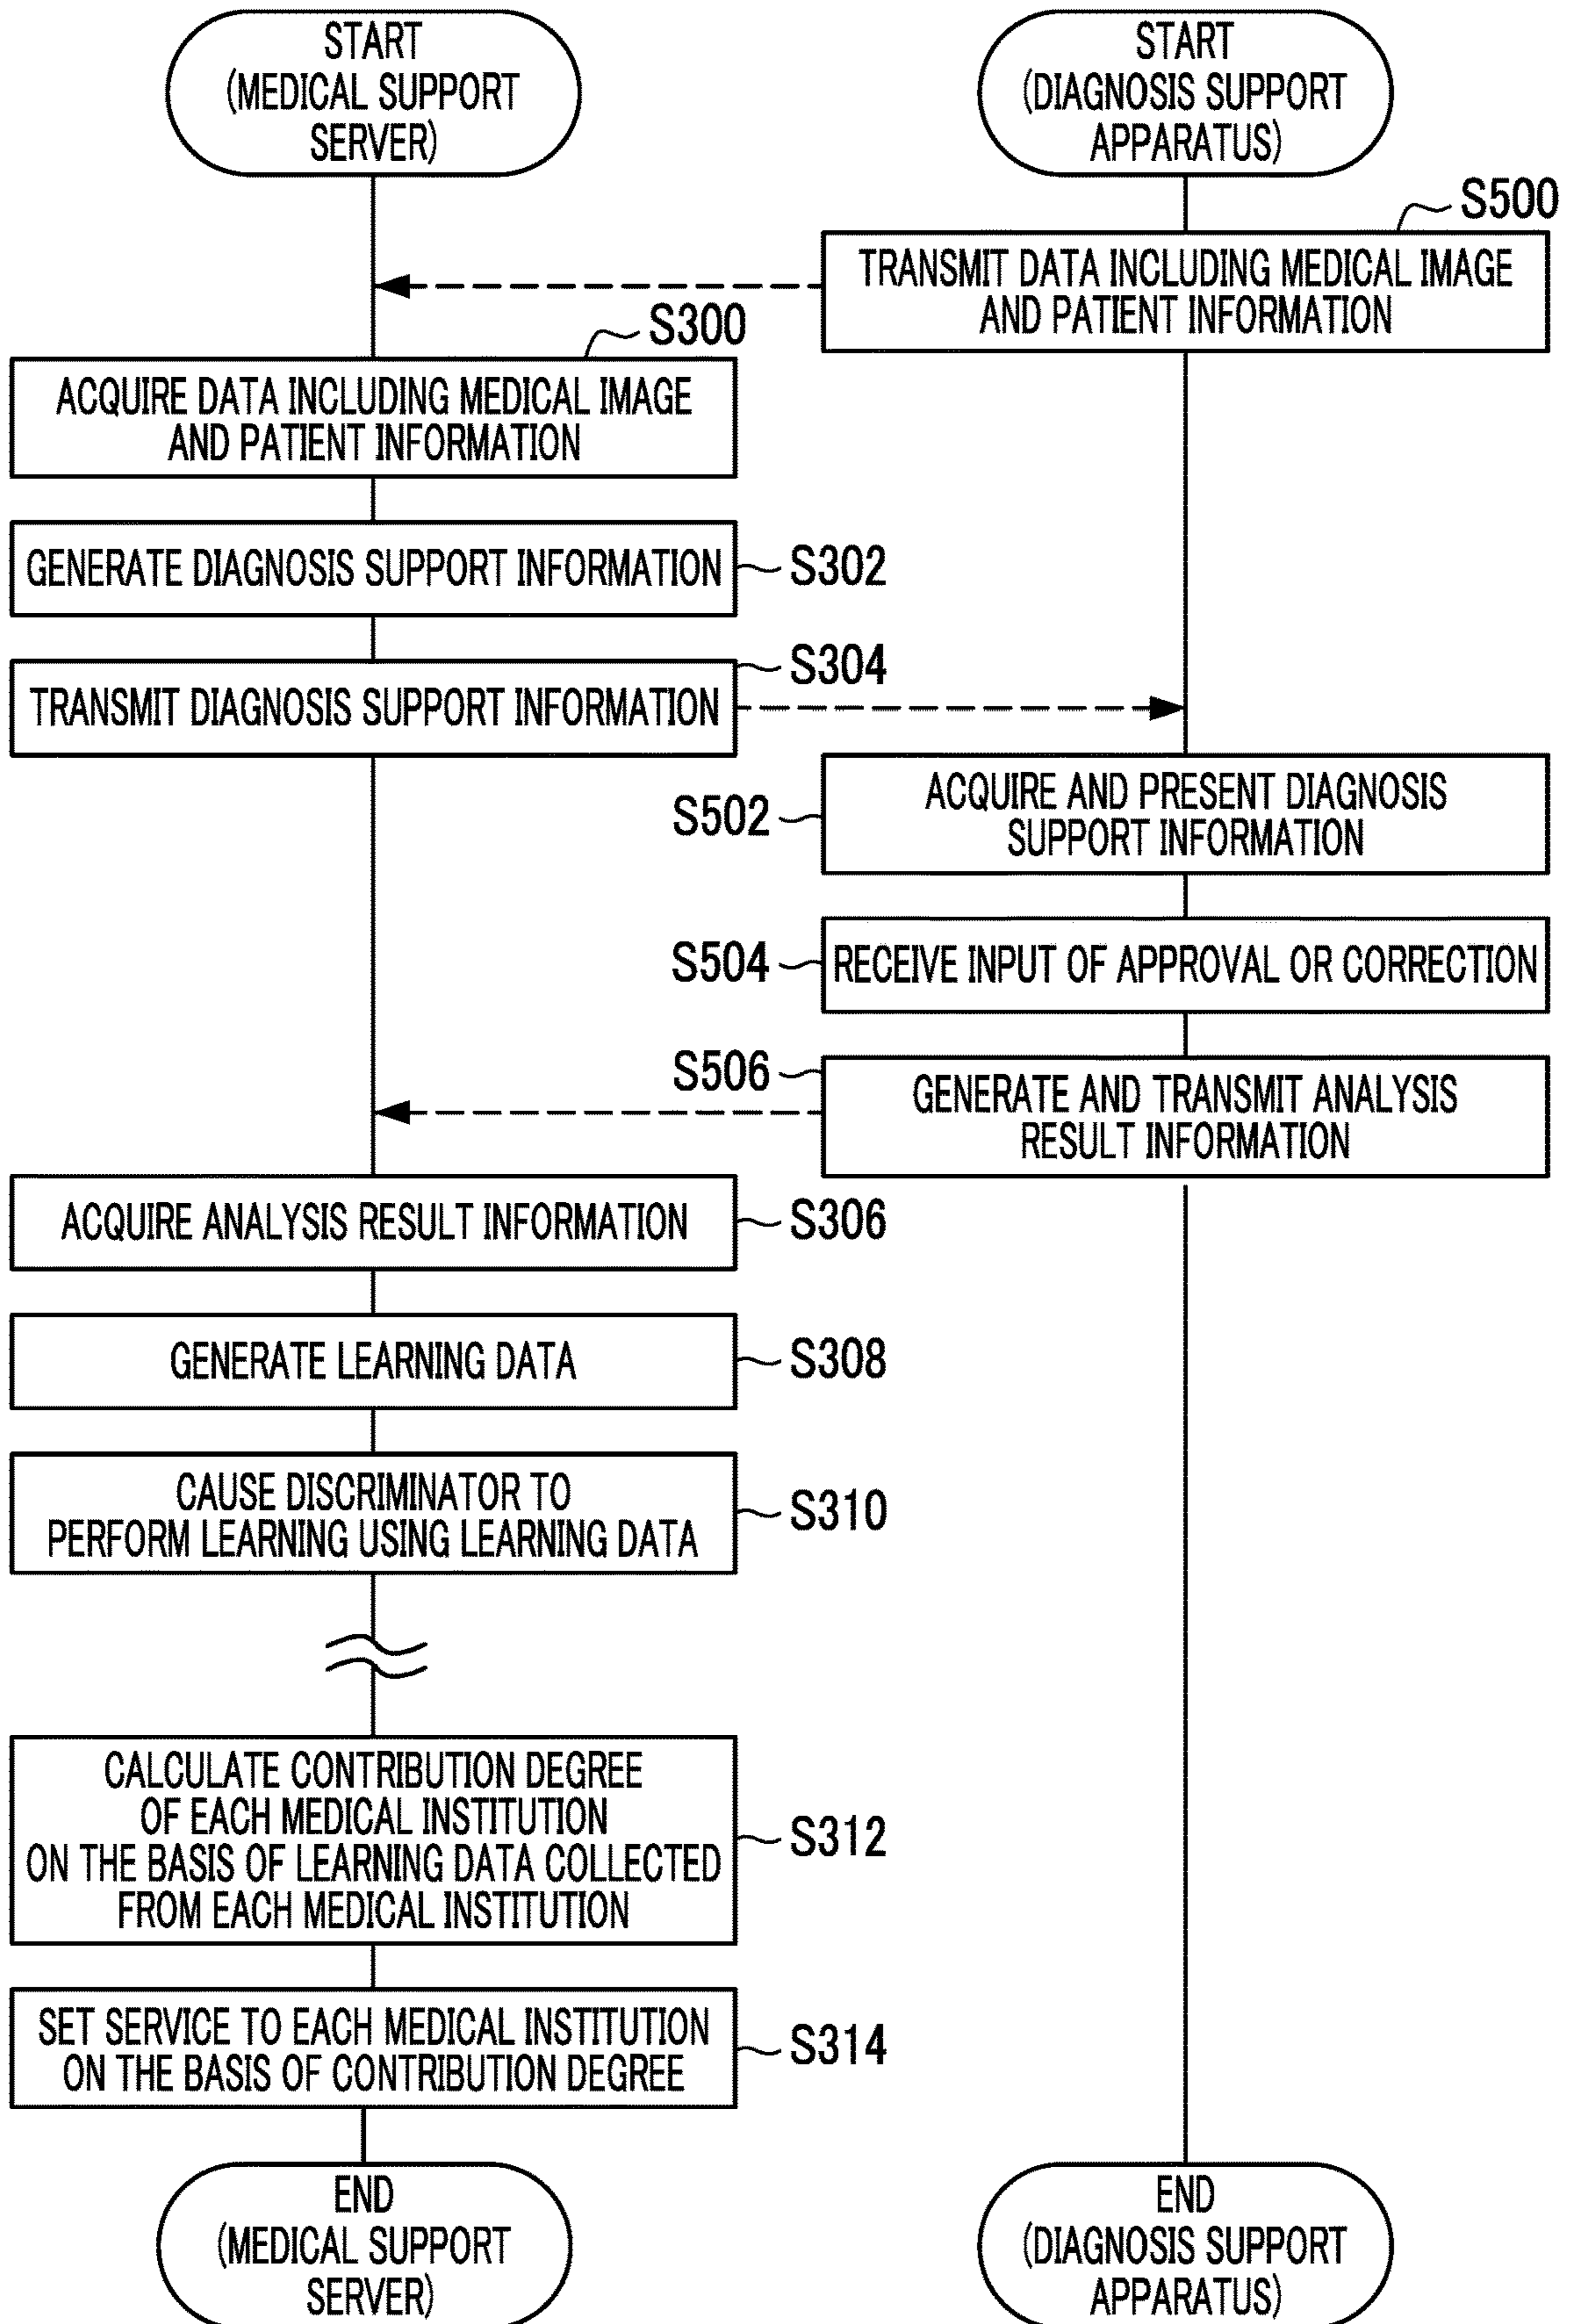 START
(MEDICAL SUPPORT
SERVER)
START
(DIAGNOSIS SUPPORT
APPARATUS)
S500
TRANSMIT DATA INCLUDING MEDICAL IMAGE
AND PATIENT INFORMATION
S300
ACQUIRE DATA INCLUDING MEDICAL IMAGE
AND PATIENT INFORMATION
GENERATE DIAGNOSIS SUPPORT INFORMATION
S302
TRANSMIT DIAGNOSIS SUPPORT INFORMATION
S304
S502
ACQUIRE AND PRESENT DIAGNOSIS
SUPPORT INFORMATION
S504
RECEIVE INPUT OF APPROVAL OR CORRECTION
S506
GENERATE AND TRANSMIT ANALYSIS
RESULT INFORMATION
ACQUIRE ANALYSIS RESULT INFORMATION
S306
GENERATE LEARNING DATA
S308
CAUSE DISCRIMINATOR TO
PERFORM LEARNING USING LEARNING DATA
S310
CALCULATE CONTRIBUTION DEGREE
OF EACH MEDICAL INSTITUTION
ON THE BASIS OF LEARNING DATA COLLECTED
FROM EACH MEDICAL INSTITUTION
S312
SET SERVICE TO EACH MEDICAL INSTITUTION
ON THE BASIS OF CONTRIBUTION DEGREE
S314
END
(MEDICAL SUPPORT
SERVER)
END
(DIAGNOSIS SUPPORT
APPARATUS)